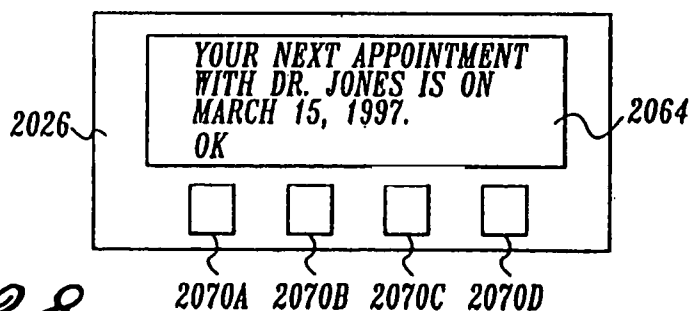 YOUR NEXT APPOINTMENT
WITH DR. JONES IS ON
MARCH 15, 1997.
OK
2026
2064
2070A 2070B 2070C 2070D